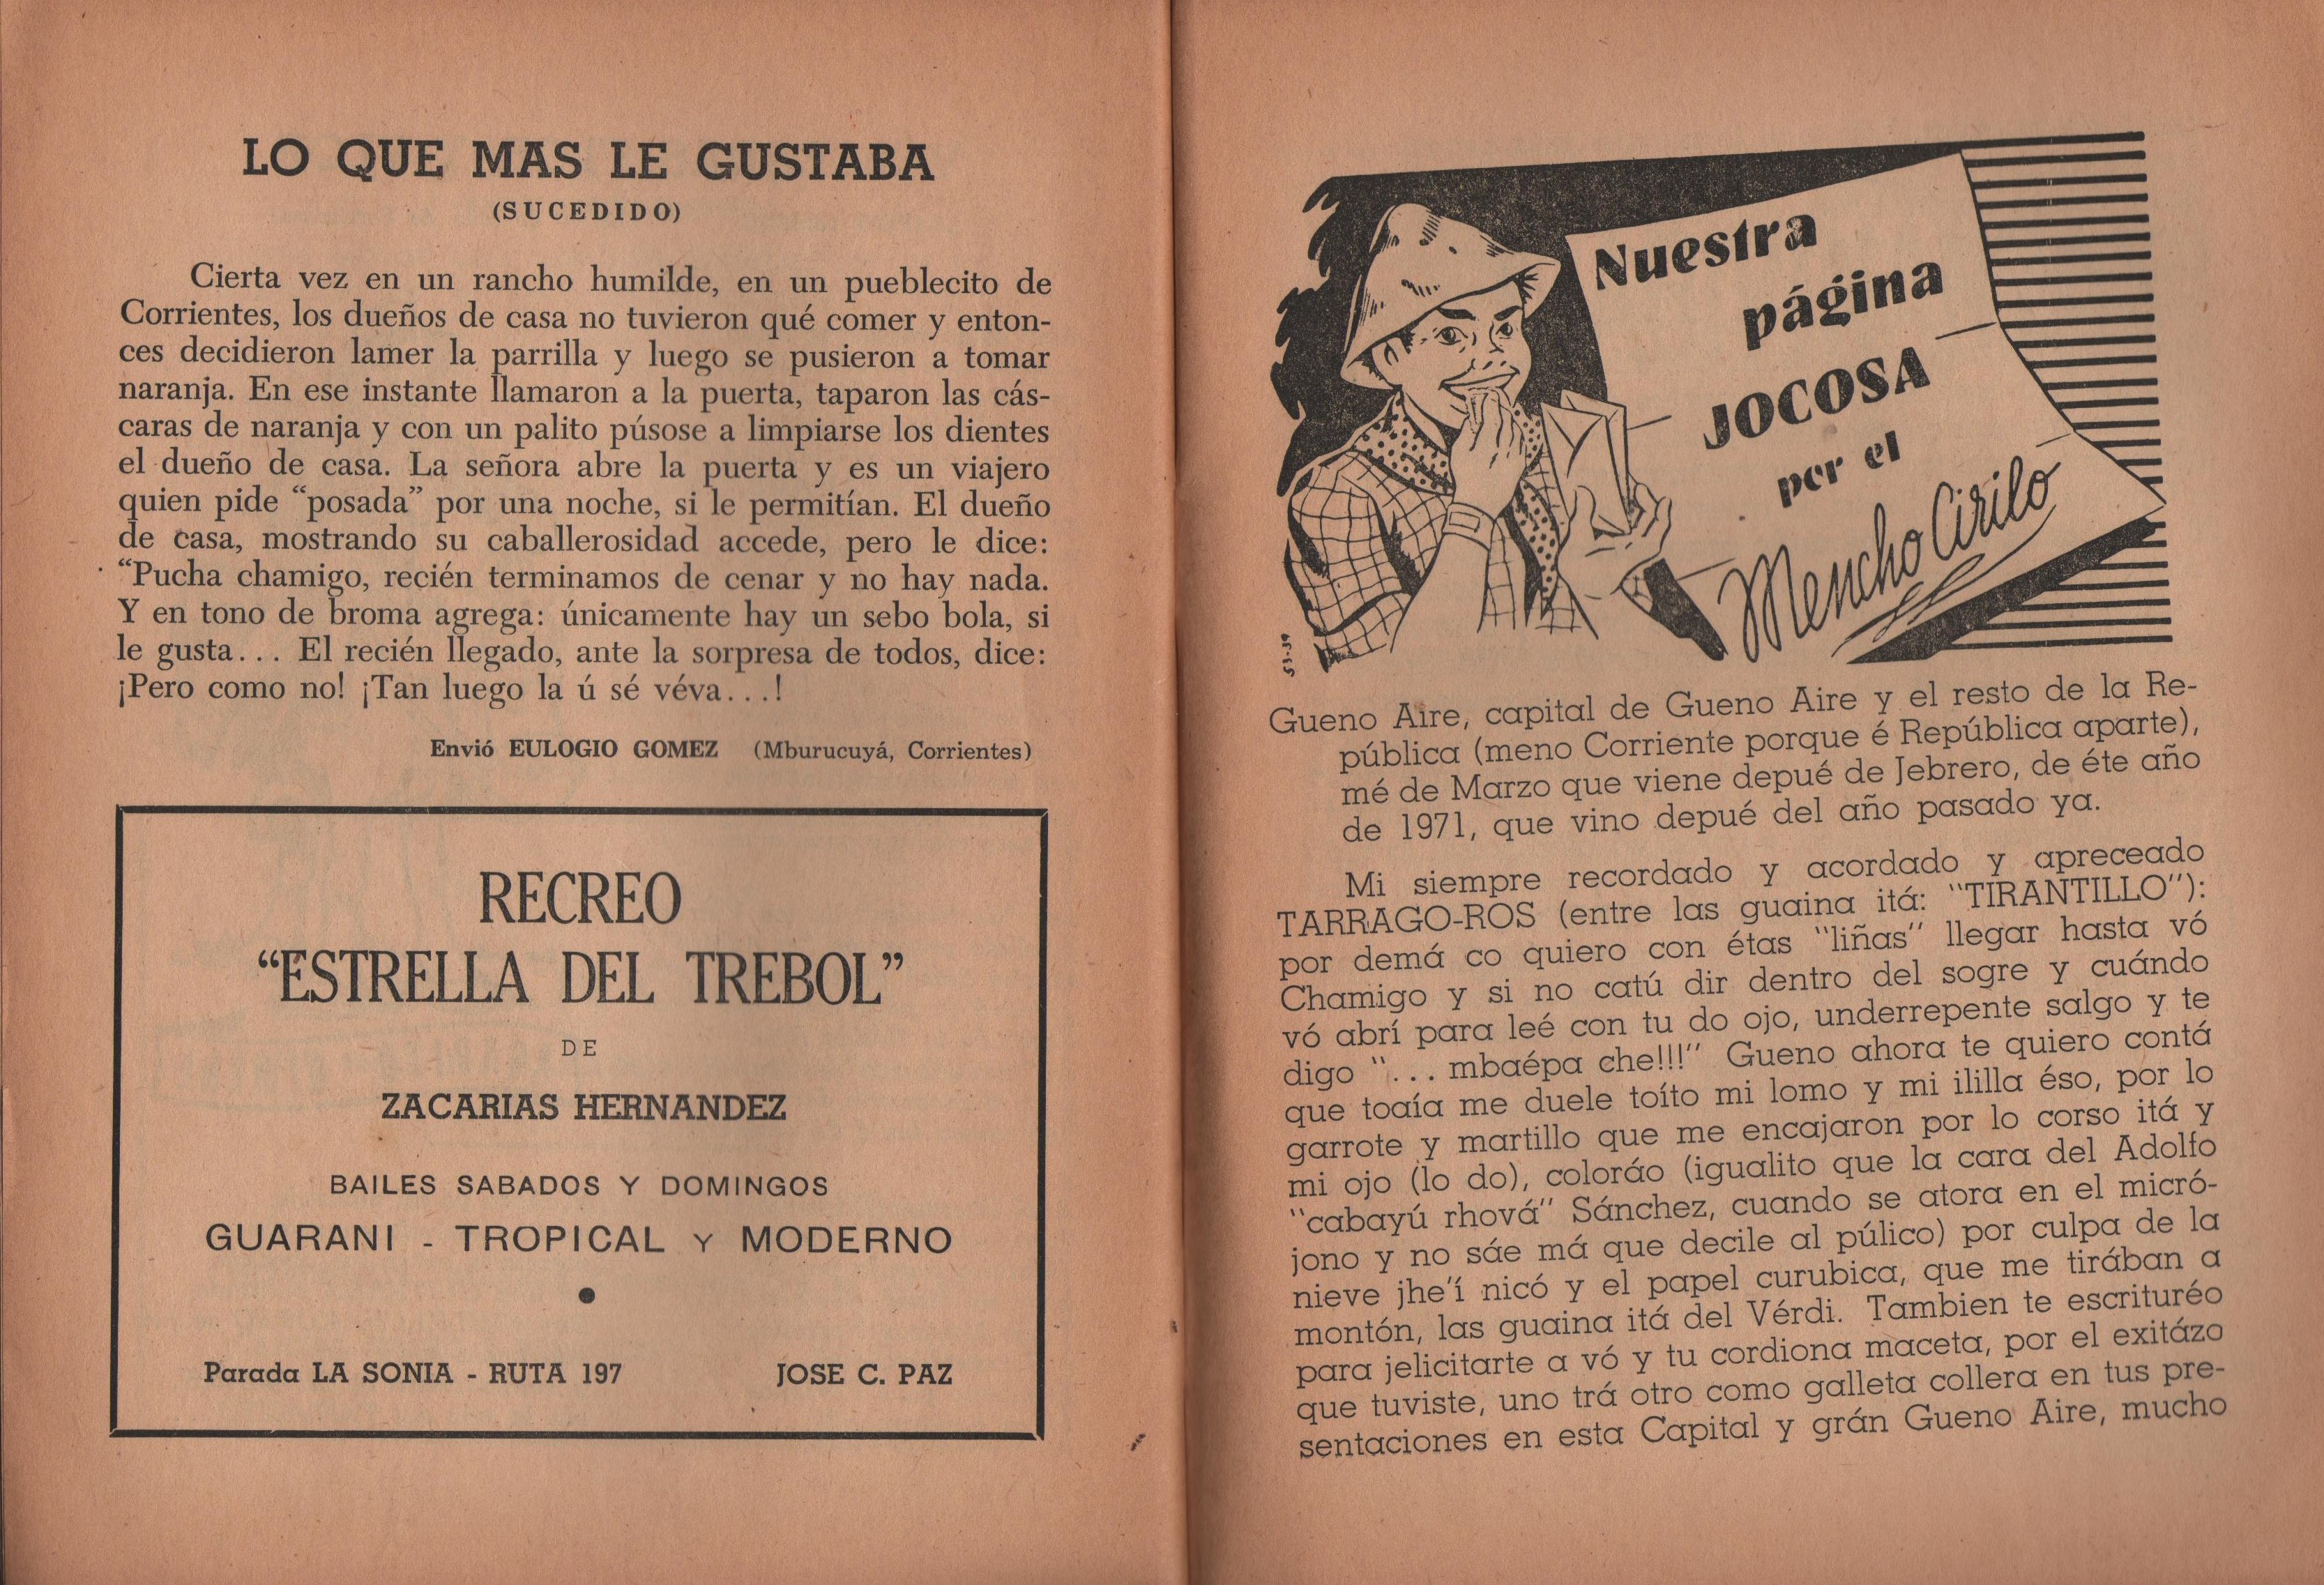 LO QUE MAS LE GUSTABA
(SUCEDIDO)
Cierta vez en un rancho humilde, en un pueblecito de
Corrientes, los dueños de casa no tuvieron qué comer y enton-
ces decidieron lamer la parrilla y luego se pusieron a tomar
naranja. En ese instante llamaron a la puerta, taparon las cás-
caras de naranja y con un palito púsose a limpiarse los dientes
el dueño de casa. La señora abre la puerta y es un viajero
quien pide “posada” por una noche, si le permitían. El dueño
de casa, mostrando su caballerosidad accede, pero le dice:
“Pucha chamigo, recién terminamos de cenar y no hay nada.
Y en tono de broma agrega: únicamente hay un sebo bola, si
le gusta... El recién llegado, ante la sorpresa de todos, dice:
¡Pero como no! ¡Tan luego la ú sé véva...!
Envió EULOGIO GOMEZ (Mburucuyá, Corrientes)
RECREO
“ESTRELLA DEL TREBOL”
DE
ZACARIAS HERNANDEZ
BAILES SABADOS Y DOMINGOS
GUARANI - TROPICAL Y MODERNO
Parada LA SONIA - RUTA 197 JOSE C. PAZ
Nuestra
página
JOCOSA
por el
Mencho Cirilo
53-39
Gueno Aire, capital de Gueno Aire y el resto de la Re-
pública (meno Corriente porque é República aparte),
mé de Marzo que viene depué de Jebrero, de éte año
de 1971, que vino depué del año pasado ya.
Mi siempre recordado y acordado y apreceado
TARRAGO-ROS (entre las guaina itá: "TIRANTILLO"):
por demá co quiero con étas "liñas" llegar hasta vó
Chamigo y si no catú dir dentro del sogre y cuándo
vó abrí para leé con tu do ojo, underrepente salgo y te
digo "... mbaépa che!!!" Gueno ahora te quiero contá
que toaía me duele toíto mi lomo y mi ililla éso, por lo
garrote y martillo que me encajaron por lo corso itá y
mi ojo (lo do), coloráo (igualito que la cara del Adolfo
"cabayú rhová" Sánchez, cuando se atora en el micró-
jono y no sáe má que decile al púlico) por culpa de la
nieve jhe'í nicó y el papel curubica, que me tirában a
montón, las guaina itá del Vérdi. Tambien te escrituréo
para jelicitarte a vó y tu cordiona maceta, por el exitázo
que tuviste, uno trá otro como galleta collera en tus pre-
sentaciones en esta Capital y grán Gueno Aire, mucho